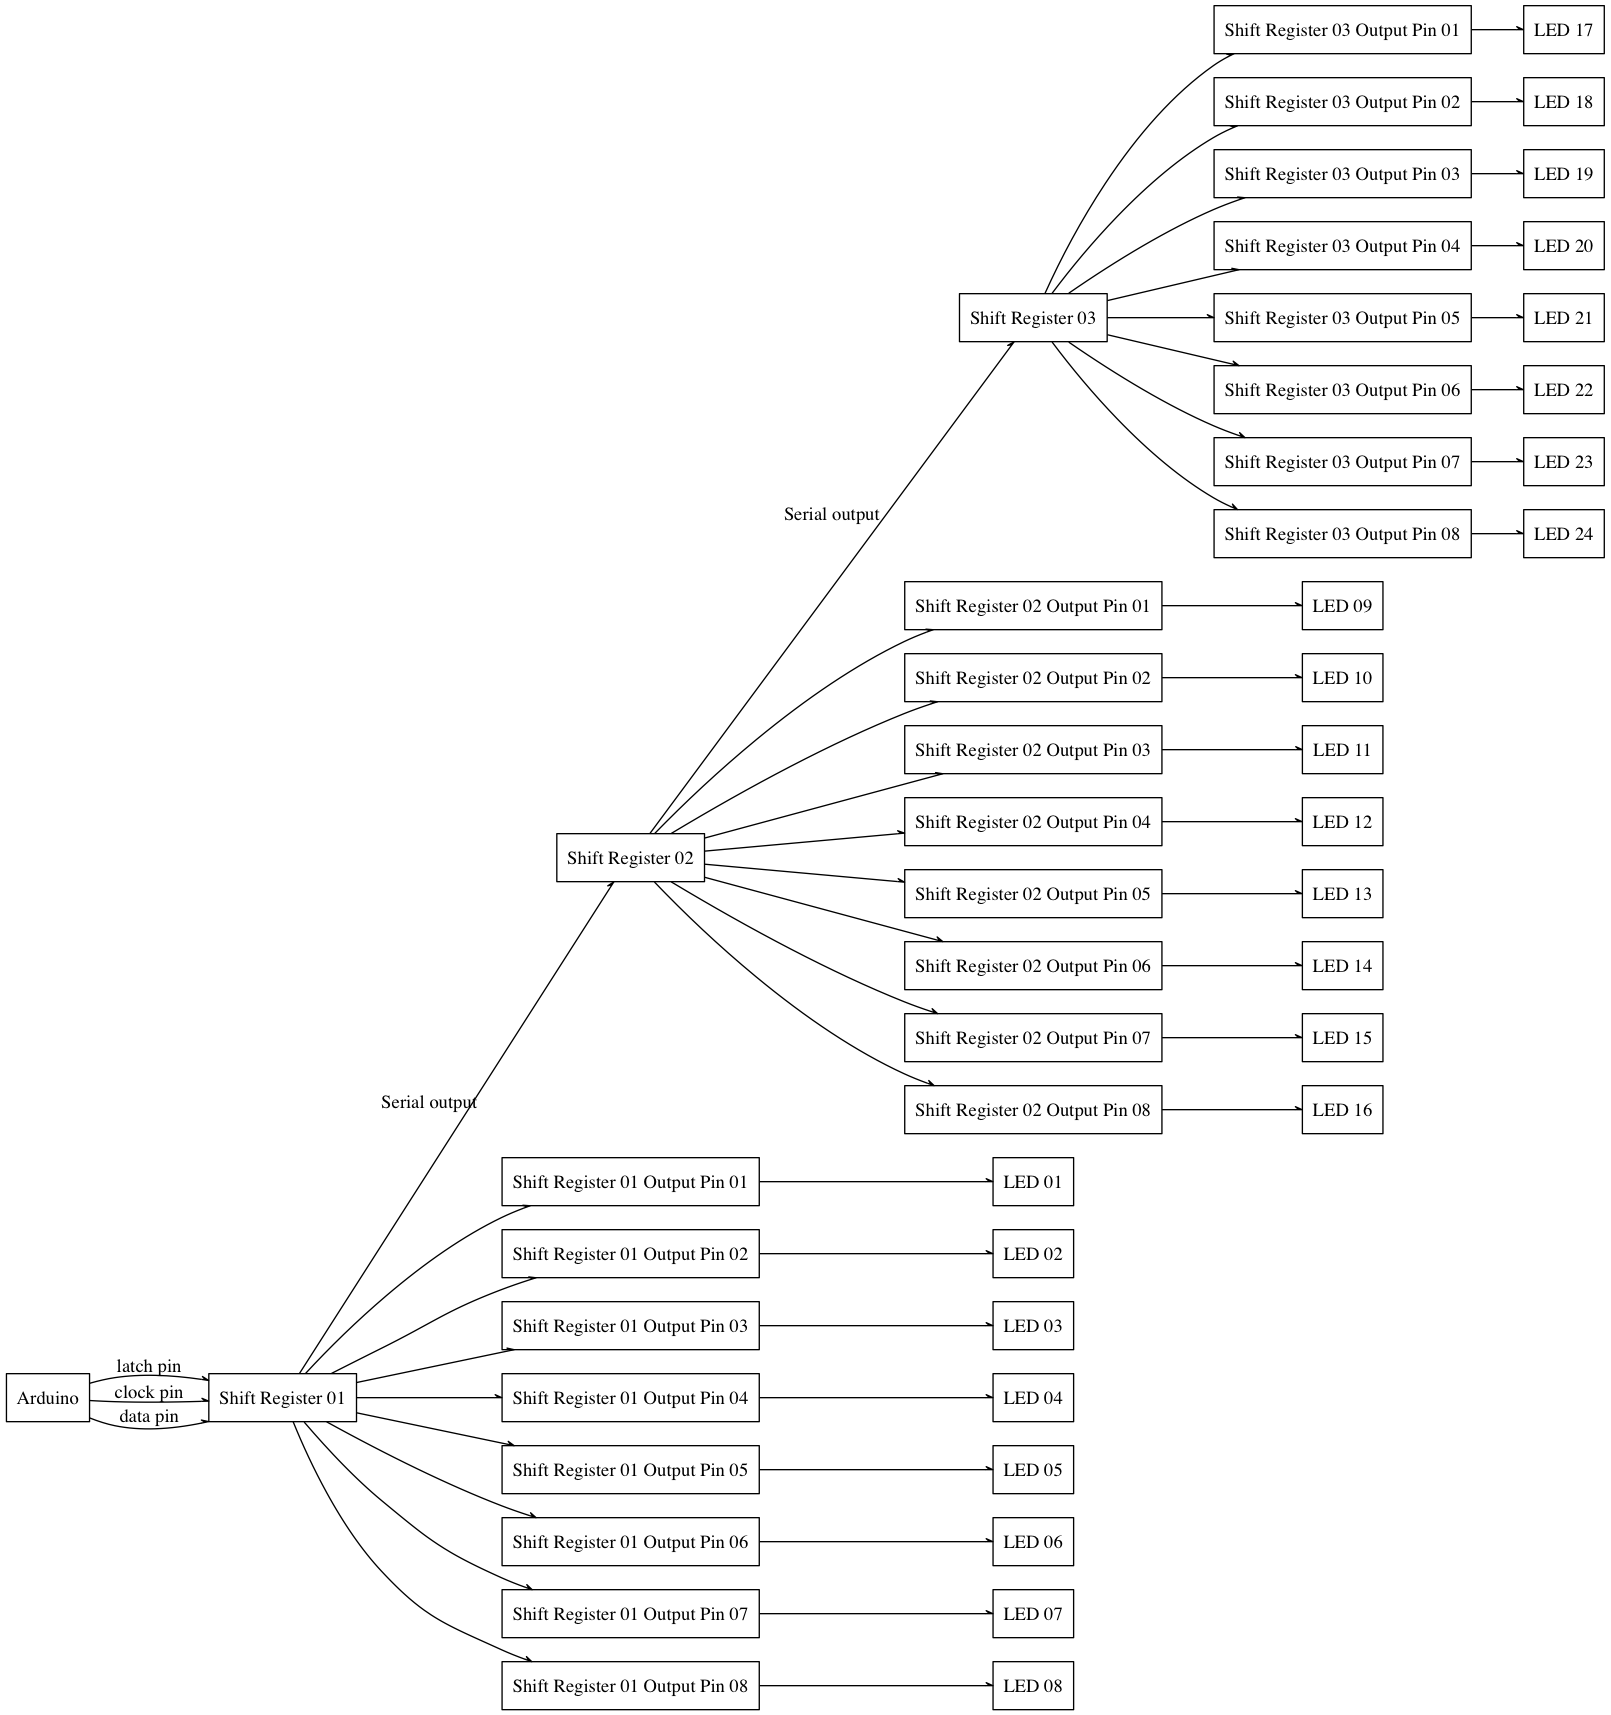 Shift Register 03 Output Pin 01
LED 17
Shift Register 03 Output Pin 02
LED 18
Shift Register 03 Output Pin 03
LED 19
Shift Register 03 Output Pin 04
LED 20
Shift Register 03
Shift Register 03 Output Pin 05
LED 21
Shift Register 03 Output Pin 06
LED 22
Shift Register 03 Output Pin 07
LED 23
Serial output
Shift Register 03 Output Pin 08
LED 24
Shift Register 02 Output Pin 01
LED 09
Shift Register 02 Output Pin 02
LED 10
Shift Register 02 Output Pin 03
LED 11
Shift Register 02 Output Pin 04
LED 12
Shift Register 02
Shift Register 02 Output Pin 05
LED 13
Shift Register 02 Output Pin 06
LED 14
Shift Register 02 Output Pin 07
LED 15
Serial output
Shift Register 02 Output Pin 08
LED 16
Shift Register 01 Output Pin 01
LED 01
Shift Register 01 Output Pin 02
LED 02
Shift Register 01 Output Pin 03
LED 03
Arduino
latch pin
clock pin
data pin
Shift Register 01
Shift Register 01 Output Pin 04
LED 04
Shift Register 01 Output Pin 05
LED 05
Shift Register 01 Output Pin 06
LED 06
Shift Register 01 Output Pin 07
LED 07
Shift Register 01 Output Pin 08
LED 08